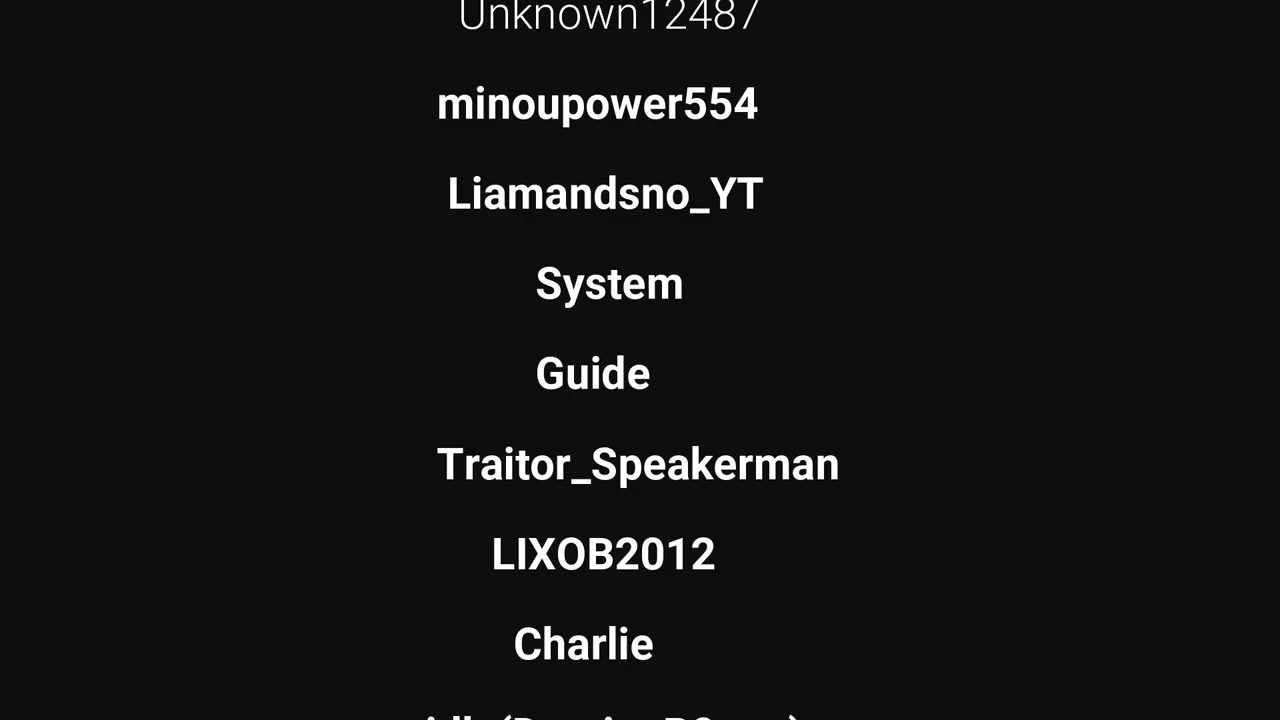 Unknown12487
minoupower554
Liamandsno_YT
System
Guide
Traitor_Speakerman
LIXOB2012
Charlie